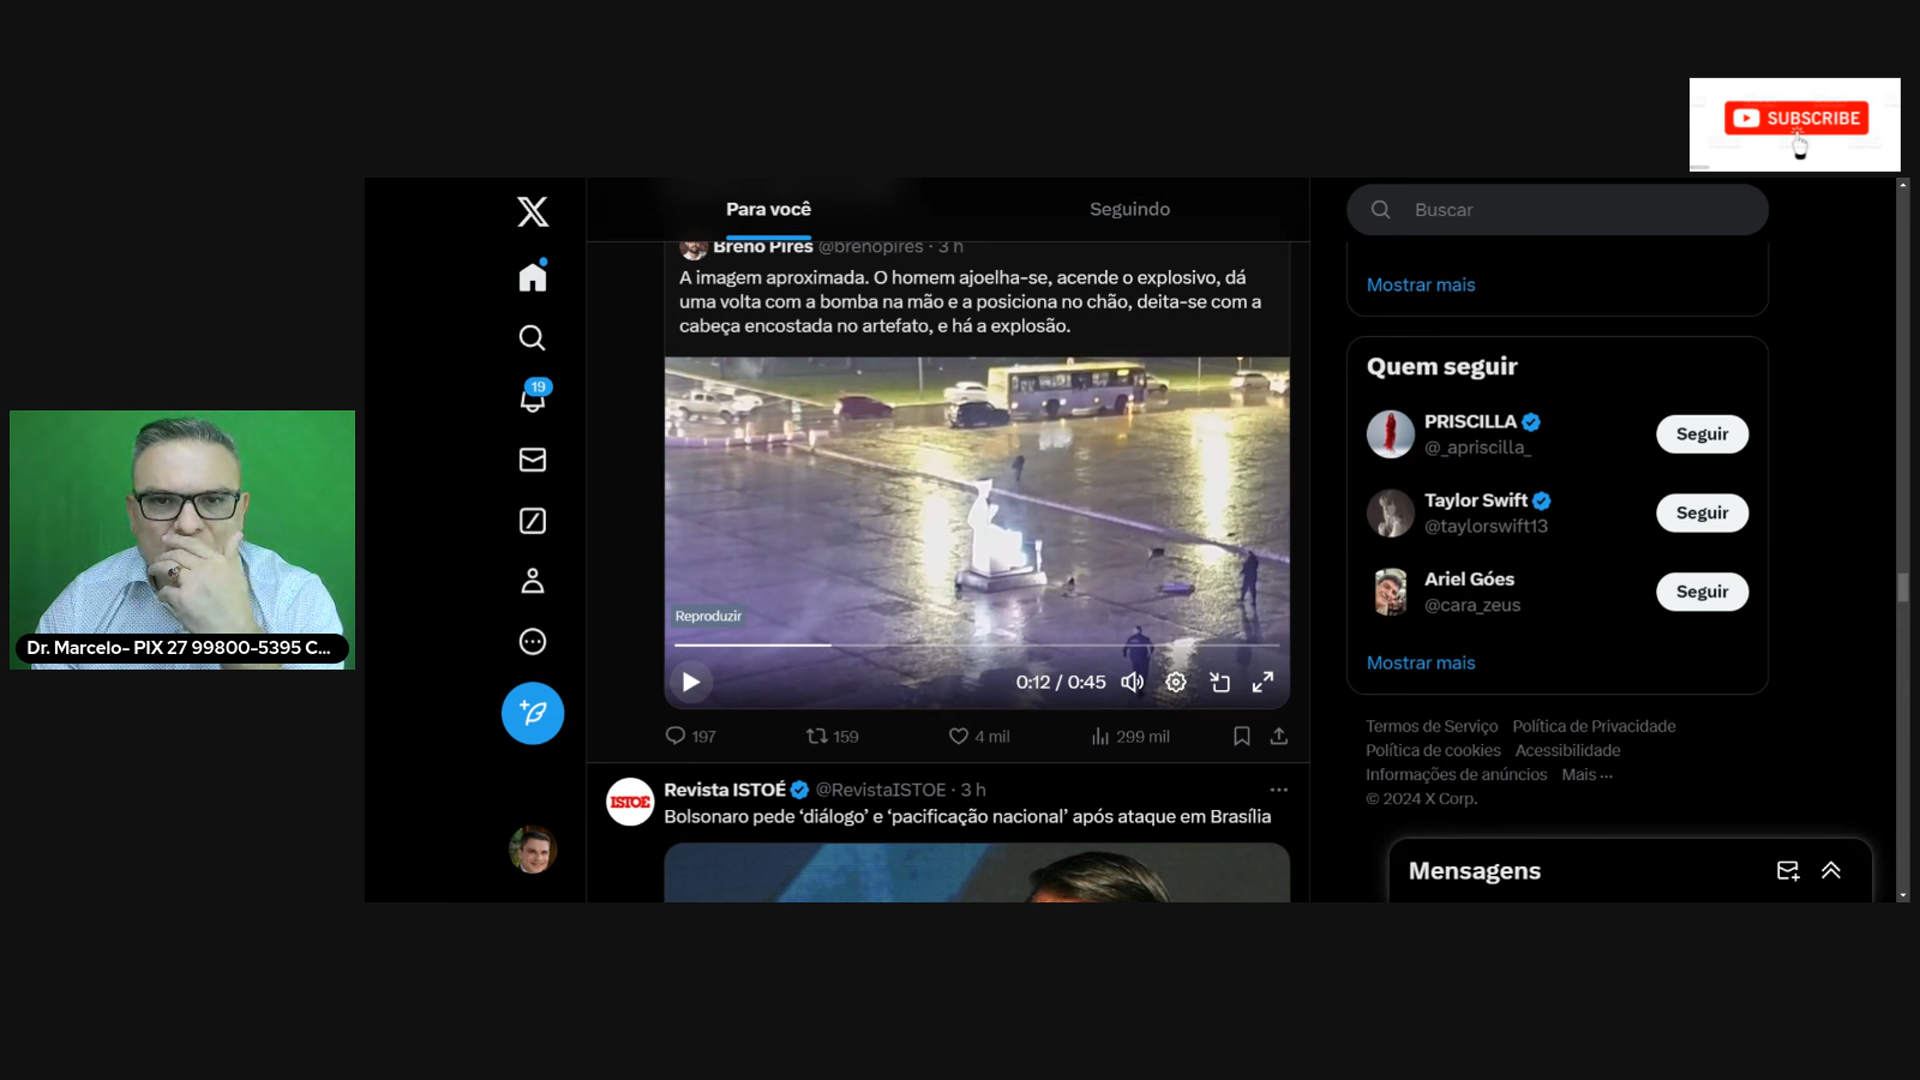 SUBSCRIBE
Para você
Seguindo
Buscar
Breno Pires @brenopires · 3 h
A imagem aproximada. O homem ajoelha-se, acende o explosivo, dá
uma volta com a bomba na mão e a posiciona no chão, deita-se com a
cabeça encostada no artefato, e há a explosão.
19
Reproduzir
0:12 / 0:45
197
159
4 mil
299 mil
Revista ISTOÉ @RevistaISTOE · 3 h
Bolsonaro pede ‘diálogo’ e ‘pacificação nacional’ após ataque em Brasília
ISTOÉ
Dr. Marcelo- PIX 27 99800-5395 C...
Mostrar mais
Quem seguir
PRISCILLA
@_apriscilla_
Seguir
Taylor Swift
@taylorswift13
Seguir
Ariel Góes
@cara_zeus
Seguir
Mostrar mais
Termos de Serviço Política de Privacidade
Política de cookies Acessibilidade
Informações de anúncios Mais ...
© 2024 X Corp.
Mensagens